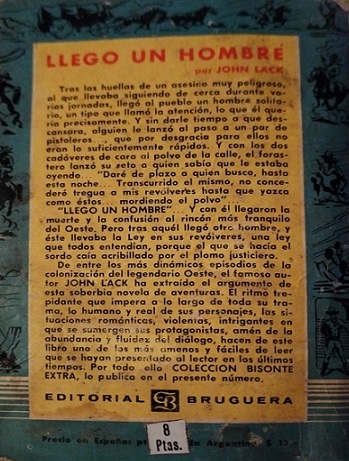 LLEGO UN HOMBRE
por JOHN LACK
Tras las huellas de un asesino muy peligroso,
al que llevaba siguiendo de cerca durante va-
rias jornadas, llegó al pueblo un hombre solita-
rio, un tipo que llamó la atención, lo que él que-
ría precisamente. Y sin darle tiempo a que des-
cansara, alguien le lanzó al paso a un par de
pistoleros... que por desgracia para ellos no
eran lo suficientemente rápidos. Y con los dos
cadáveres de cara al polvo de la calle, el foras-
tero lanzó su reto a quien sabía que le estaba
oyendo... "Daré de plazo a quien busco, hasta
esta noche... Transcurrido el mismo, no conce-
deré tregua a mis revólveres hasta que yazca
como éstos... mordiendo el polvo"
"LLEGO UN HOMBRE"... Y con él llegaron la
muerte y la confusión al rincón más tranquilo
del Oeste. Pero tras aquél llegó otro hombre, y
éste llevaba la Ley en sus revólveres, una ley
que todos entendían, porque el que se hacía el
sordo caía acribillado por el plomo justiciero.
De entre los más dinámicos episodios de la
colonización del legendario Oeste, el famoso au-
tor JOHN LACK ha extraído el argumento de
esta soberbia novela de aventuras. El ritmo tre-
pidante que impera a lo largo de toda su tra-
ma, lo humano y real de sus personajes, las si-
tuaciones románticas, violentas, intrigantes en
que se sumergen sus protagonistas, amén de la
abundancia y fluidez del diálogo, hacen de este
libro uno de los más amenos y fáciles de leer
que se hayan presentado al lector en los últimos
tiempos. Por todo ello COLECCION BISONTE
EXTRA, lo publica en el presente número.
EDITORIAL GB BRUGUERA
8
Ptas.
Precio en España: En Argentina, $